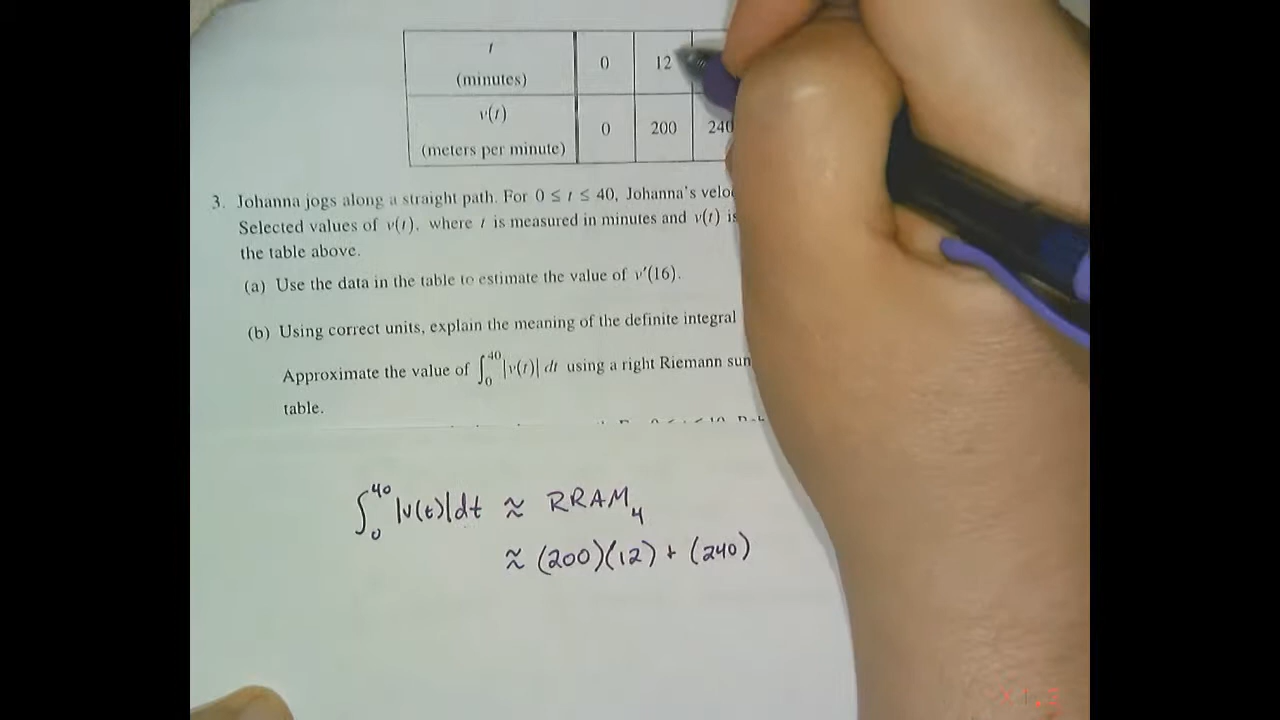 t 0 12
(minutes)
v(t) 0 200 240
(meters per minute)
3. Johanna jogs along a straight path. For 0 ≤ t ≤ 40, Johanna's
Selected values of v(t), where t is measured in minutes and v(t) is
the table above.
(a) Use the data in the table to estimate the value of v′(16).
(b) Using correct units, explain the meaning of the definite integral
Approximate the value of ∫₀⁴⁰ |v(t)| dt using a right Riemann
table.
∫₀⁴⁰ |v(t)| dt ≈ RRAM₄
≈ (200)(12) + (240)